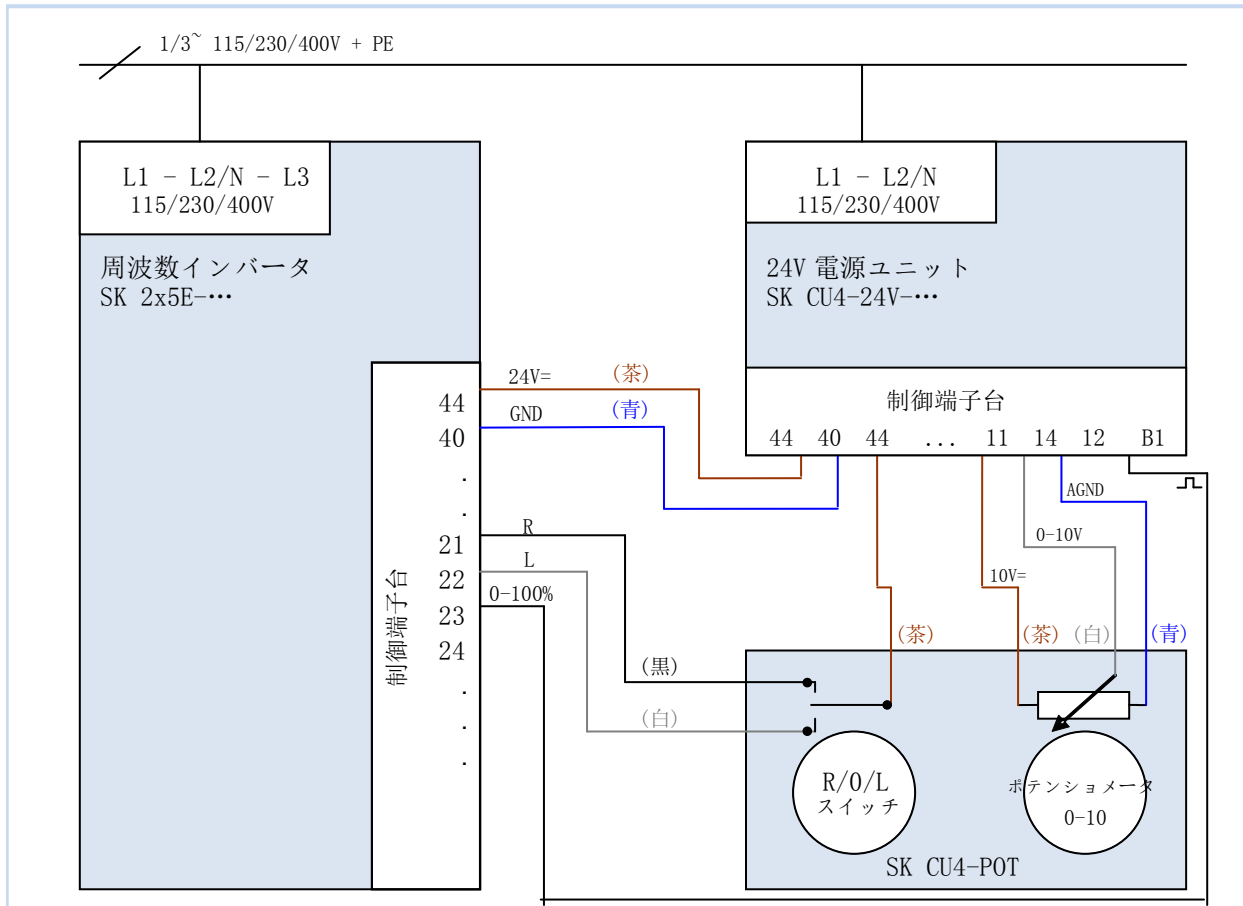 1/3~ 115/230/400V + PE
L1 - L2/N - L3
115/230/400V
周波数インバータ
SK 2x5E-…
L1 - L2/N
115/230/400V
24V 電源ユニット
SK CU4-24V-…
制御端子台
44 40 44 ... 11 14 12 B1
制御端子台
44
40
.
.
21
22
23
24
.
.
.
24V= (茶)
GND (青)
R
L
0-100%
(黒)
(白)
AGND
0-10V
10V=
(茶)
(茶)
(白)
(青)
R/0/L
スイッチ
ポテンショメータ
0-10
SK CU4-POT